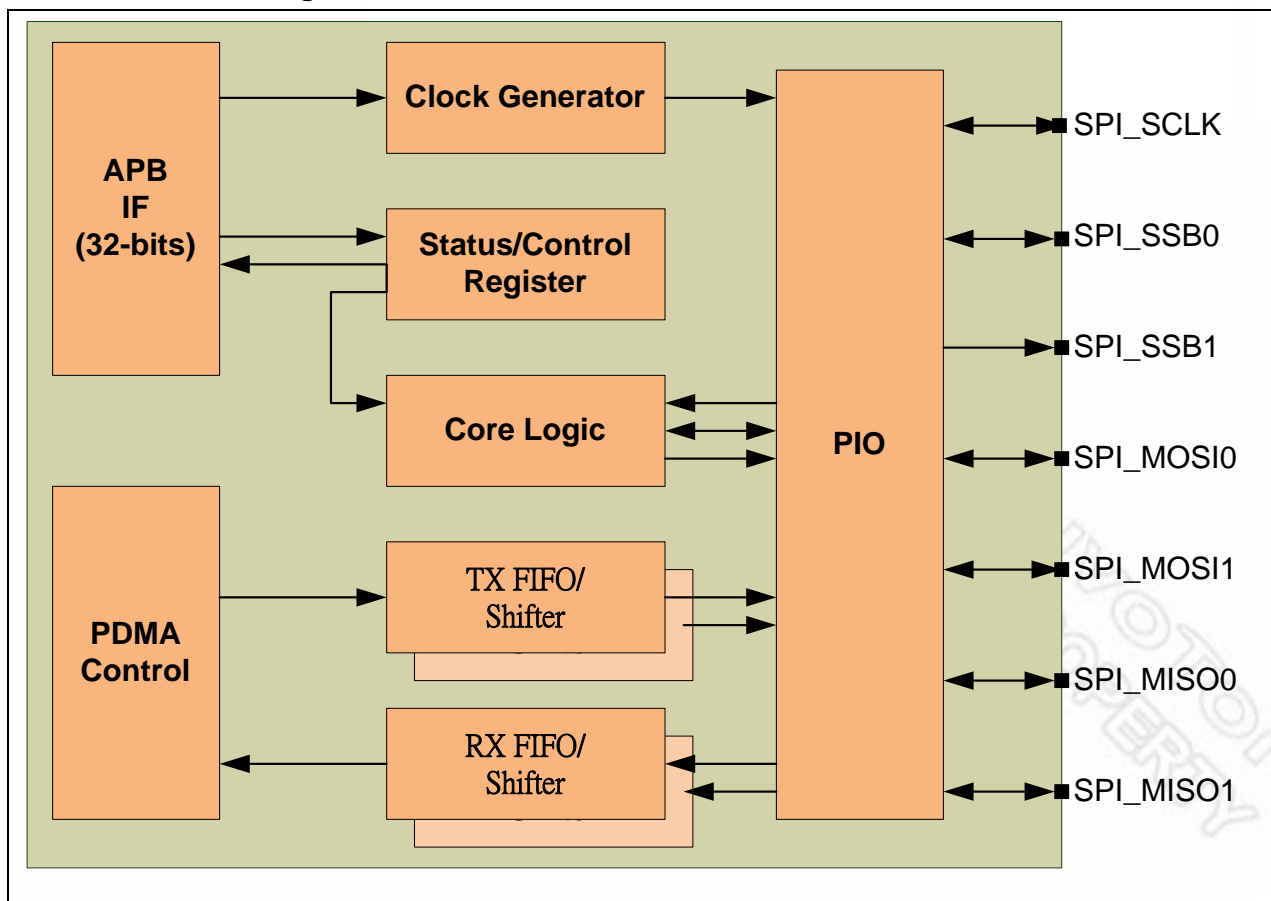 APB
IF
(32-bits)
Clock Generator
Status/Control
Register
Core Logic
PDMA
Control
TX FIFO/
Shifter
RX FIFO/
Shifter
PIO
SPI_SCLK
SPI_SSB0
SPI_SSB1
SPI_MOSI0
SPI_MOSI1
SPI_MISO0
SPI_MISO1